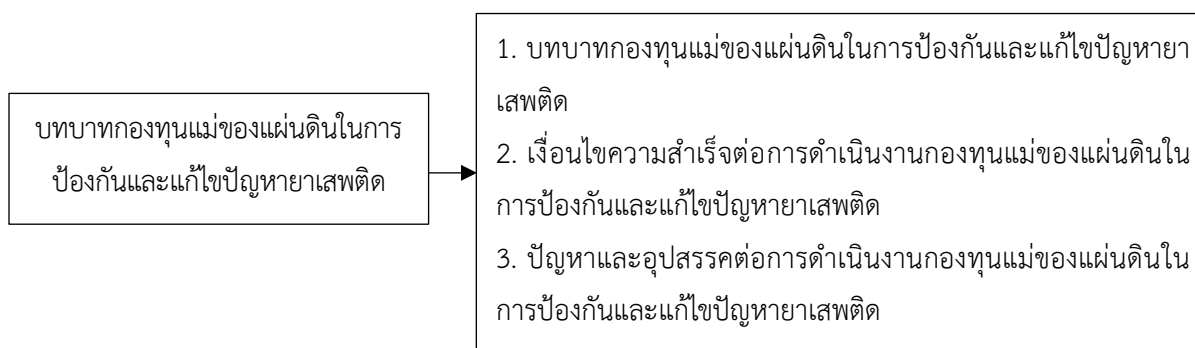 บทบาทกองทุนแม่ของแผ่นดินในการ
ป้องกันและแก้ไขปัญหายาเสพติด
1. บทบาทกองทุนแม่ของแผ่นดินในการป้องกันและแก้ไขปัญหายา
เสพติด
2. เงื่อนไขความสำเร็จต่อการดำเนินงานกองทุนแม่ของแผ่นดินใน
การป้องกันและแก้ไขปัญหายาเสพติด
3. ปัญหาและอุปสรรคต่อการดำเนินงานกองทุนแม่ของแผ่นดินใน
การป้องกันและแก้ไขปัญหายาเสพติด